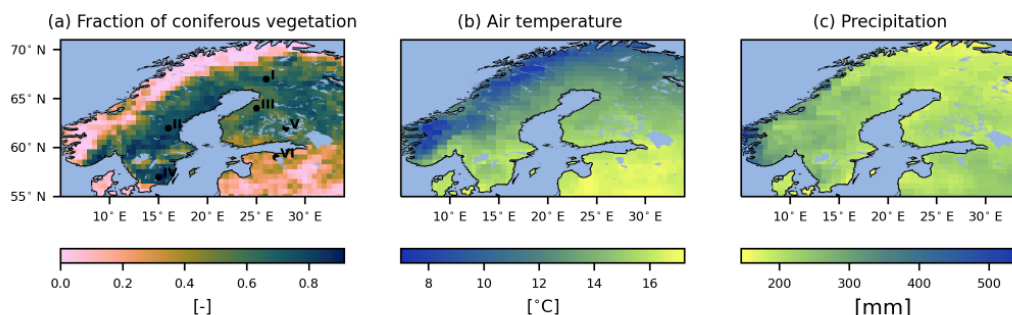 (a) Fraction of coniferous vegetation
(b) Air temperature
(c) Precipitation
70° N
65° N
60° N
55° N
I
II
III
IV
V
VI
10° E 15° E 20° E 25° E 30° E
10° E 15° E 20° E 25° E 30° E
10° E 15° E 20° E 25° E 30° E
0.0 0.2 0.4 0.6 0.8
8 10 12 14 16
200 300 400 500
[-]
[°C]
[mm]